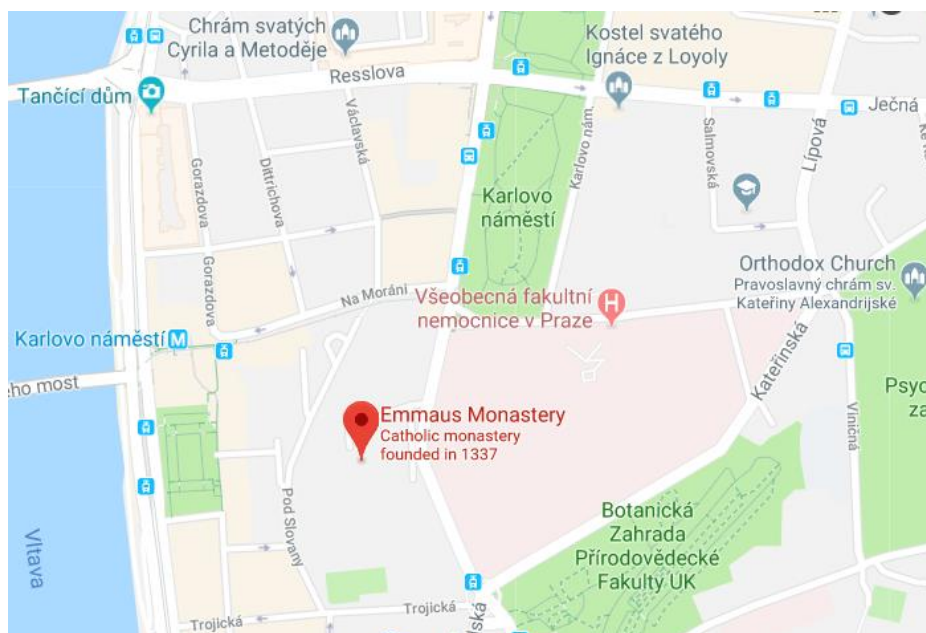 Chrám svatých
Cyrila a Metoděje
Kostel svatého
Ignáce z Loyoly
Resslova
Tančící dům
Ječná
Václavská
Salmovská
Lípová
Karlovo nám.
Gorazdova
Dittrichova
Karlovo
náměstí
Orthodox Church
Pravoslavný chrám sv.
Kateřiny Alexandrijské
Gorazdova
Na Moráni
Všeobecná fakultní
nemocnice v Praze
H
Karlovo náměstí
M
Kateřinská
ého most
Psyc
za
Viničná
Emmaus Monastery
Catholic monastery
founded in 1337
Pod Slovany
Botanická
Zahrada
Přírodovědecké
Fakulty UK
Vltava
Trojická
Trojická
lská